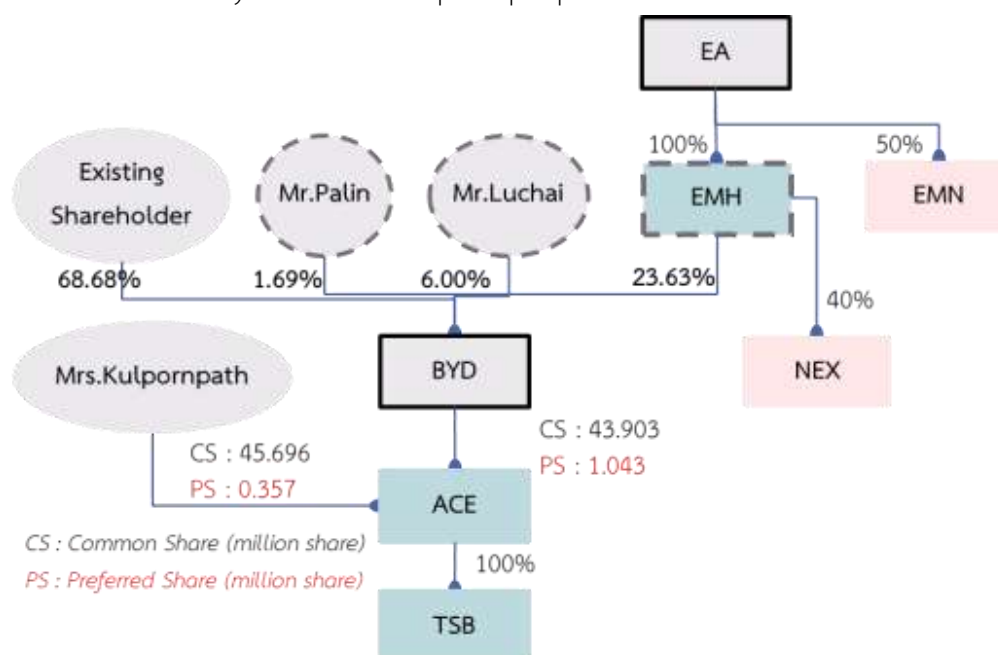 EA
100%
50%
Existing
Shareholder
Mr.Palin
Mr.Luchai
EMH
EMN
68.68%
1.69%
6.00%
23.63%
40%
Mrs.Kulpornpath
BYD
NEX
CS : 45.696
PS : 0.357
CS : 43.903
PS : 1.043
ACE
CS : Common Share (million share)
PS : Preferred Share (million share)
100%
TSB